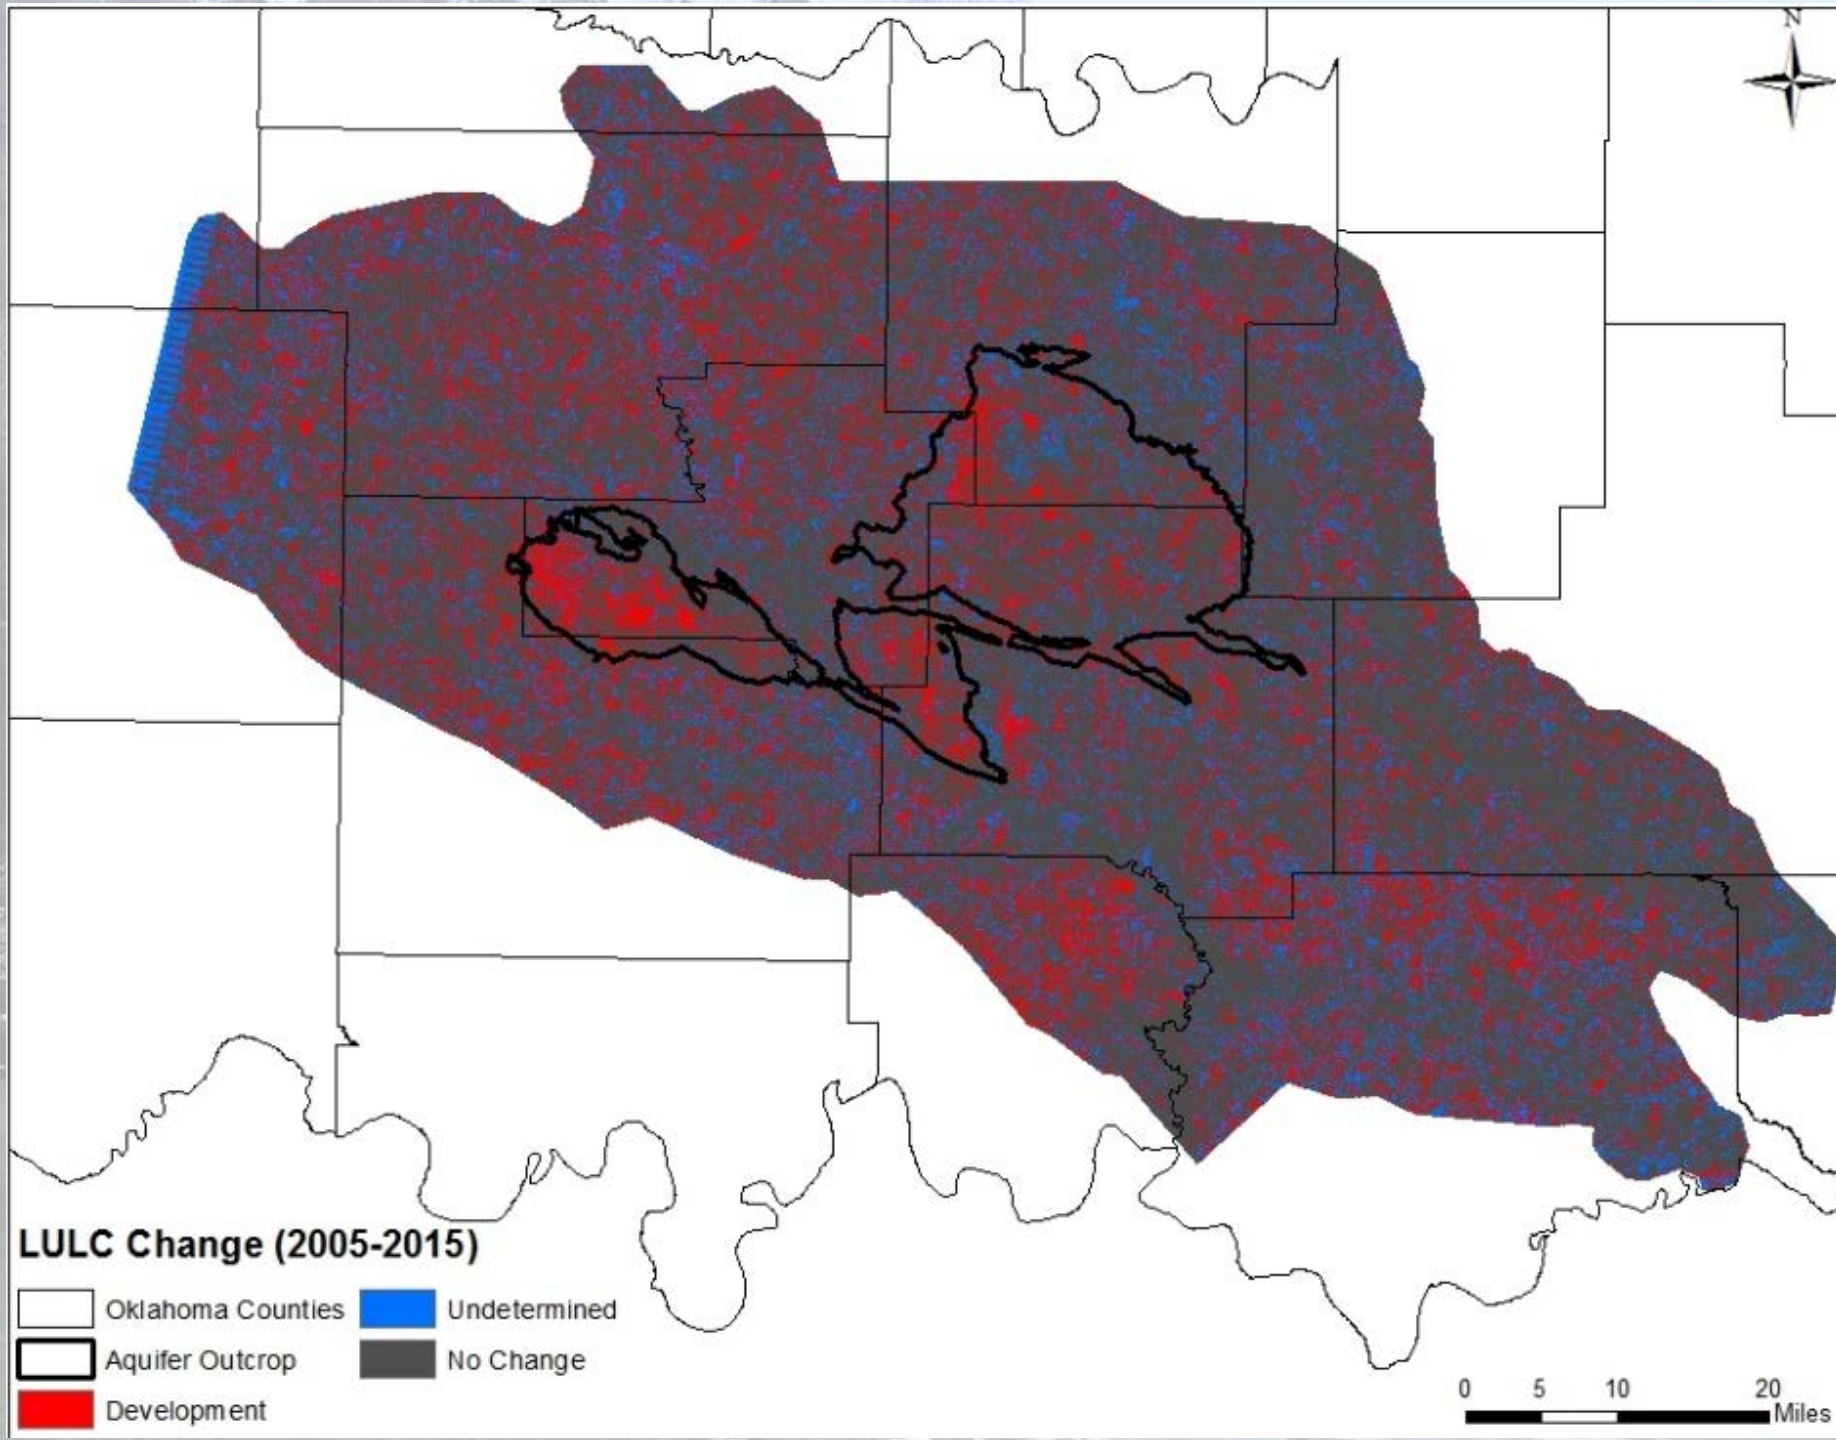 N
LULC Change (2005-2015)
Oklahoma Counties
Undetermined
Aquifer Outcrop
No Change
Development
0 5 10 20
Miles